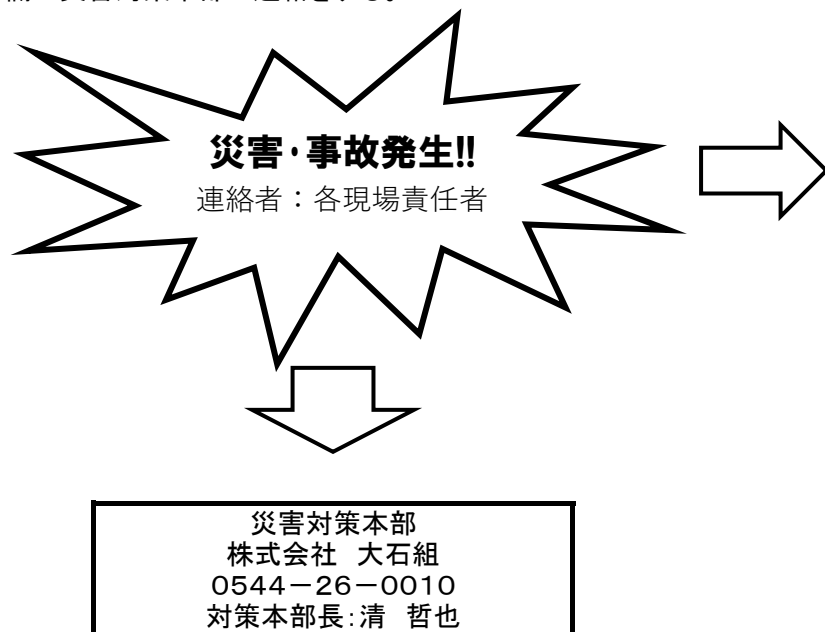 災害・事故発生!!
連絡者：各現場責任者
災害対策本部
株式会社　大石組
０５４４－２６－００１０
対策本部長：清　哲也